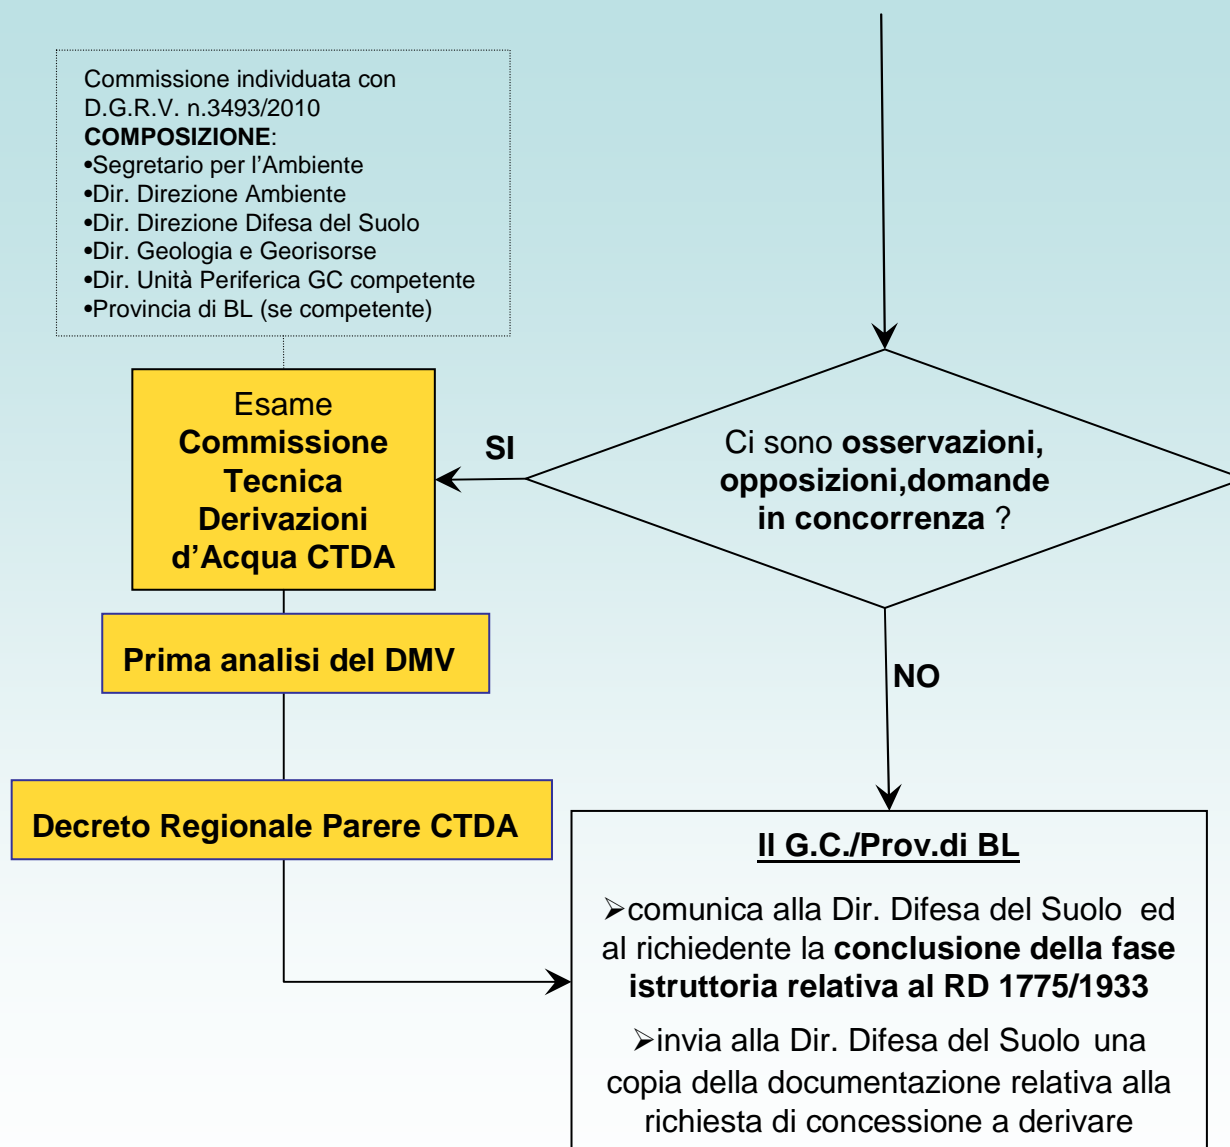 Commissione individuata con
D.G.R.V. n.3493/2010
COMPOSIZIONE:
•Segretario per l'Ambiente
•Dir. Direzione Ambiente
•Dir. Direzione Difesa del Suolo
•Dir. Geologia e Georisorse
•Dir. Unità Periferica GC competente
•Provincia di BL (se competente)
Esame
Commissione
Tecnica
Derivazioni
d'Acqua CTDA
SI
Ci sono osservazioni,
opposizioni,domande
in concorrenza ?
Prima analisi del DMV
NO
Decreto Regionale Parere CTDA
Il G.C./Prov.di BL
➢comunica alla Dir. Difesa del Suolo ed
al richiedente la conclusione della fase
istruttoria relativa al RD 1775/1933
➢invia alla Dir. Difesa del Suolo una
copia della documentazione relativa alla
richiesta di concessione a derivare